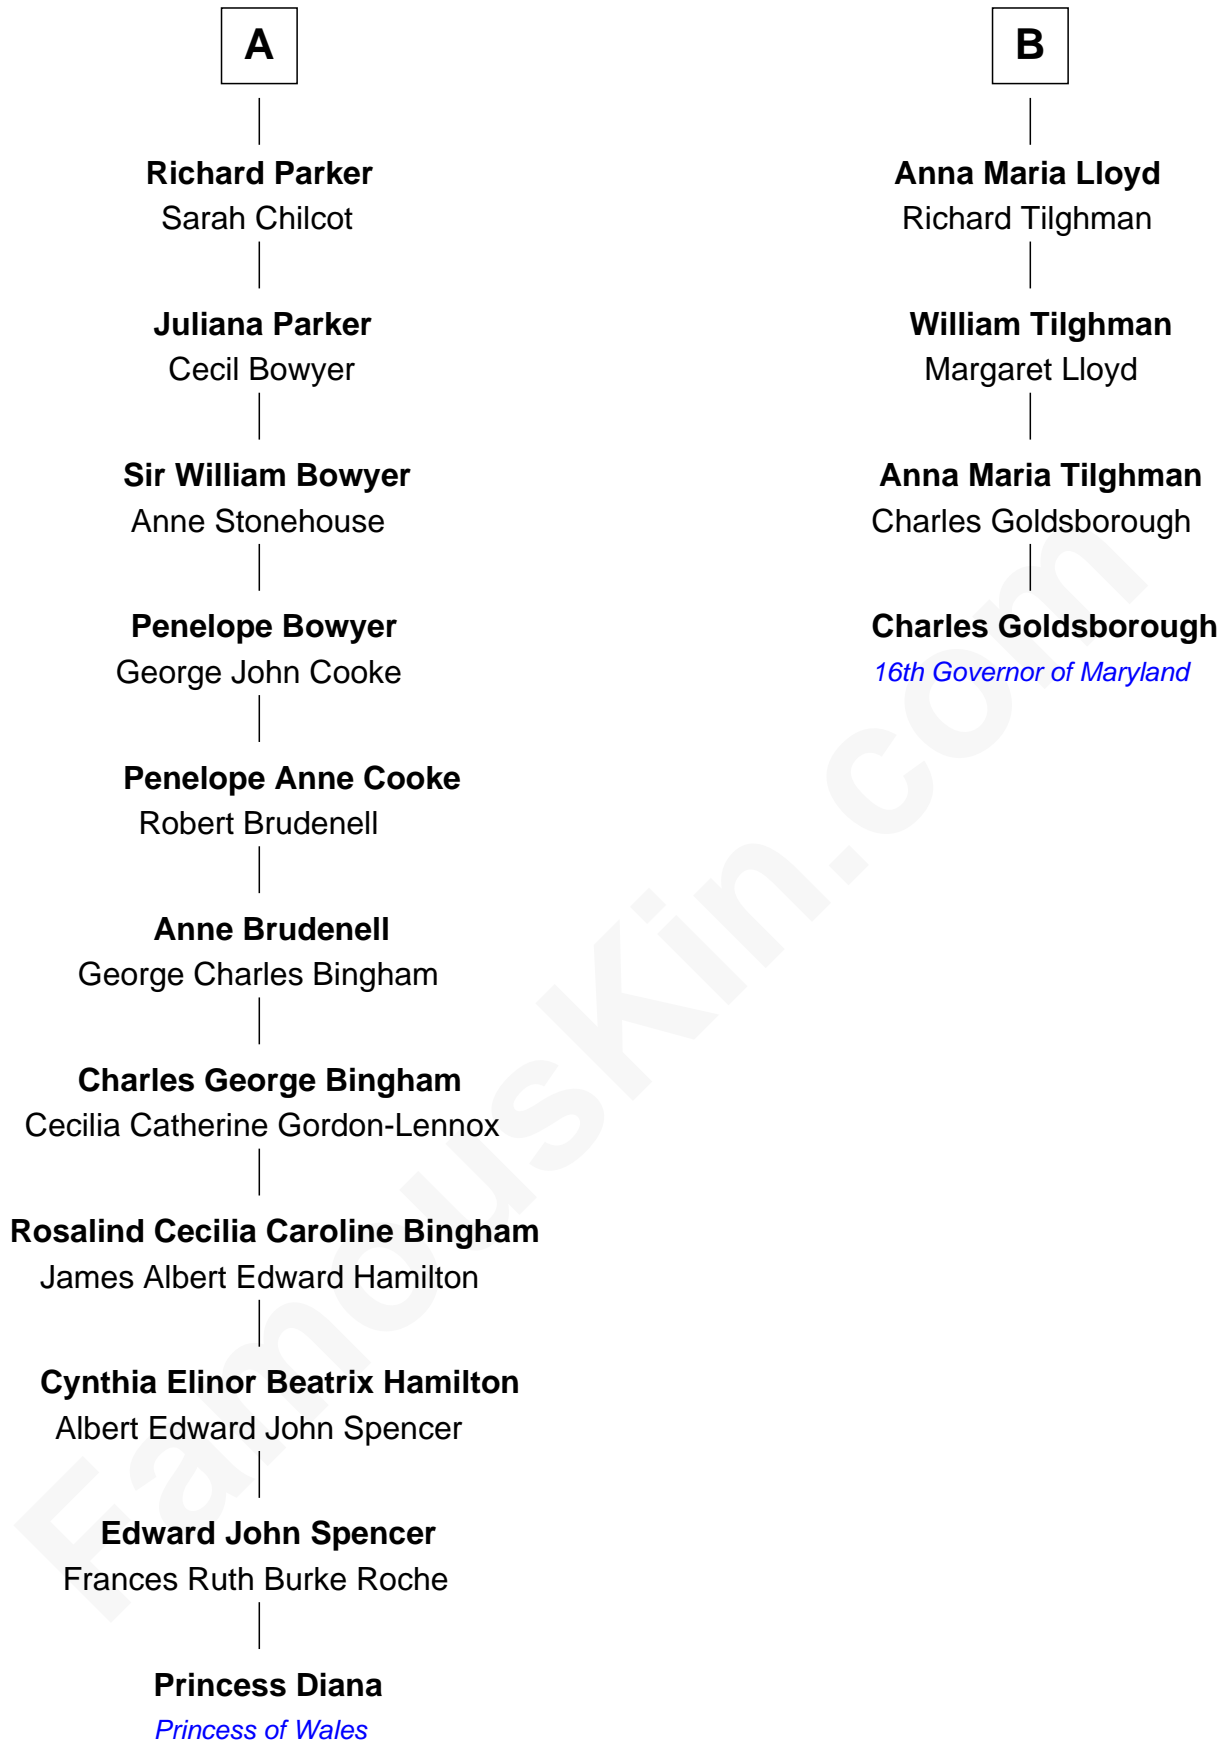 A
Richard Parker
Sarah Chilcot
Juliana Parker
Cecil Bowyer
Sir William Bowyer
Anne Stonehouse
Penelope Bowyer
George John Cooke
Penelope Anne Cooke
Robert Brudenell
Anne Brudenell
George Charles Bingham
Charles George Bingham
Cecilia Catherine Gordon-Lennox
Rosalind Cecilia Caroline Bingham
James Albert Edward Hamilton
Cynthia Elinor Beatrix Hamilton
Albert Edward John Spencer
Edward John Spencer
Frances Ruth Burke Roche
Princess Diana
Princess of Wales
B
Anna Maria Lloyd
Richard Tilghman
William Tilghman
Margaret Lloyd
Anna Maria Tilghman
Charles Goldsborough
Charles Goldsborough
16th Governor of Maryland
FamousKin.com